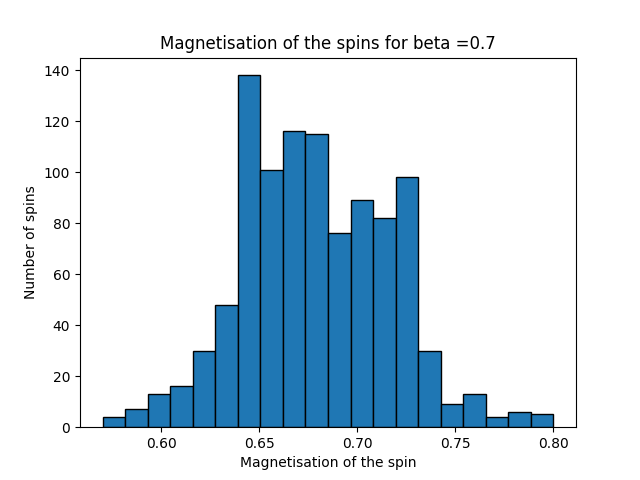 Magnetisation of the spins for beta =0.7
140
120
100
80
60
40
20
0
Number of spins
0.60 0.65 0.70 0.75 0.80
Magnetisation of the spin